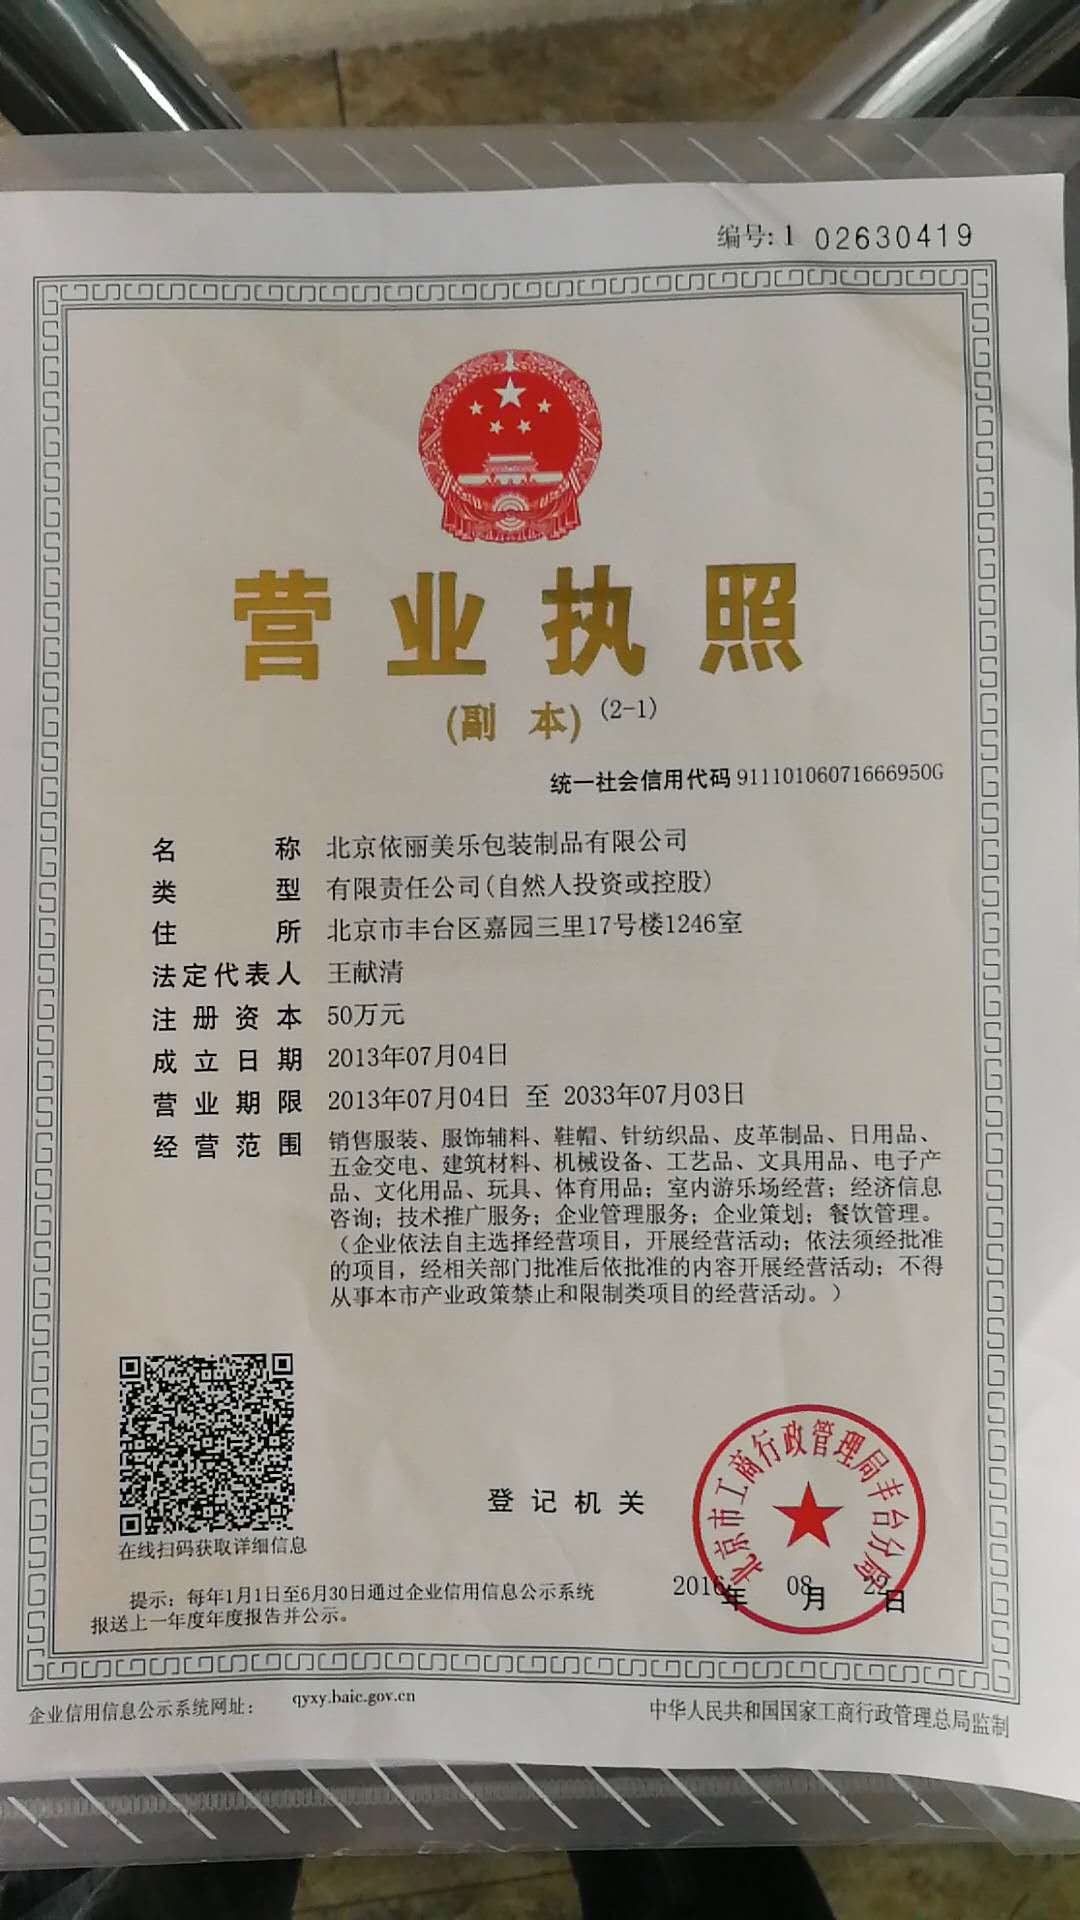 编号: 1 02630419
营业执照
(副 本) (2-1)
统一社会信用代码 91110106071666950G
名 称 北京依丽美乐包装制品有限公司
类 型 有限责任公司(自然人投资或控股)
住 所 北京市丰台区嘉园三里17号楼1246室
法定代表人 王献清
注册资本 50万元
成立日期 2013年07月04日
营业期限 2013年07月04日 至 2033年07月03日
经营范围 销售服装、服饰辅料、鞋帽、针纺织品、皮革制品、日用品、
五金交电、建筑材料、机械设备、工艺品、文具用品、电子产
品、文化用品、玩具、体育用品；室内游乐场经营；经济信息
咨询；技术推广服务；企业管理服务；企业策划；餐饮管理。
（企业依法自主选择经营项目，开展经营活动；依法须经批准
的项目，经相关部门批准后依批准的内容开展经营活动；不得
从事本市产业政策禁止和限制类项目的经营活动。）
在线扫码获取详细信息
登记机关
北京市工商行政管理局丰台分局
2016年 08月 22日
提示：每年1月1日至6月30日通过企业信用信息公示系统
报送上一年度年度报告并公示。
企业信用信息公示系统网址： qyxy.baic.gov.cn
中华人民共和国国家工商行政管理总局监制